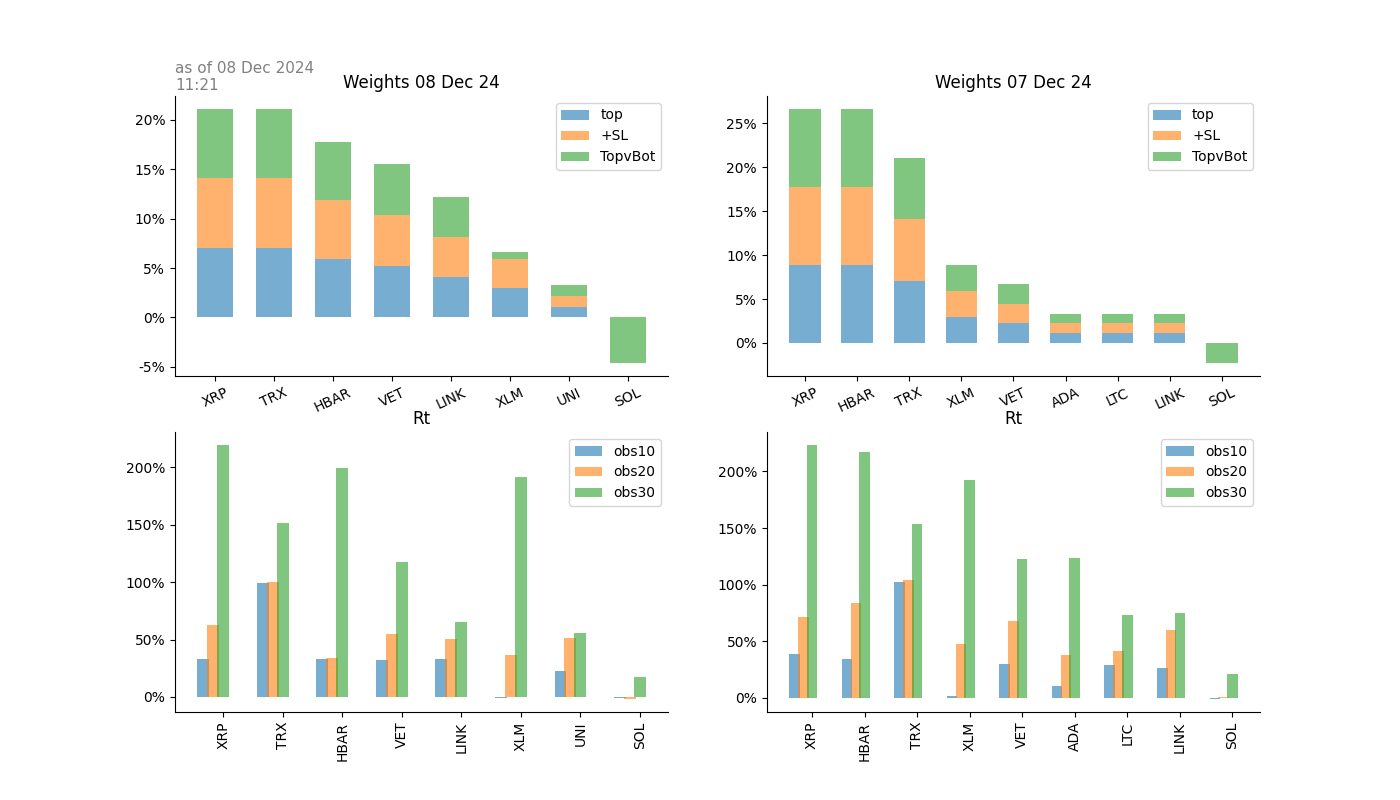 as of 08 Dec 2024
11:21
Weights 08 Dec 24
20%
15%
10%
5%
0%
-5%
top
+SL
TopvBot
XRP TRX HBAR VET LINK XLM UNI SOL
Weights 07 Dec 24
25%
20%
15%
10%
5%
0%
top
+SL
TopvBot
XRP HBAR TRX XLM VET ADA LTC LINK SOL
Rt
200%
150%
100%
50%
0%
obs10
obs20
obs30
XRP TRX HBAR VET LINK XLM UNI SOL
Rt
200%
150%
100%
50%
0%
obs10
obs20
obs30
XRP HBAR TRX XLM VET ADA LTC LINK SOL